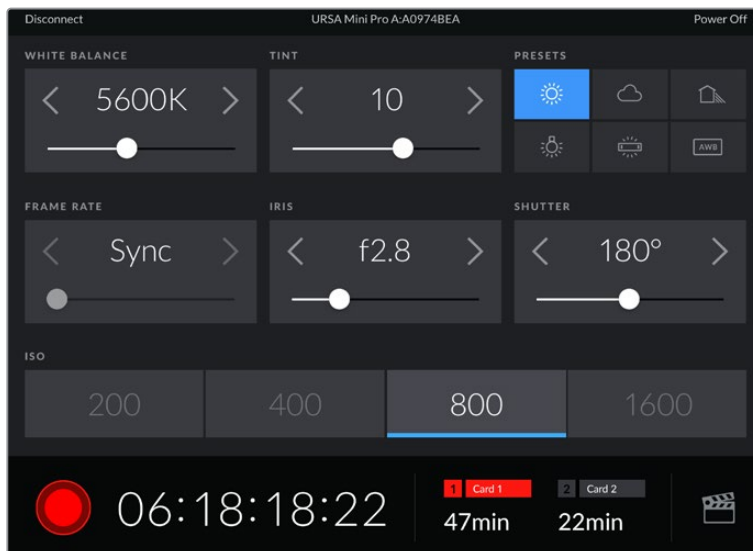 Disconnect URSA Mini Pro A:A0974BEA Power Off
WHITE BALANCE TINT PRESETS
5600K 10
AWB
FRAME RATE IRIS SHUTTER
Sync f2.8 180°
ISO
200 400 800 1600
1 Card 1 2 Card 2
06:18:18:22 47min 22min